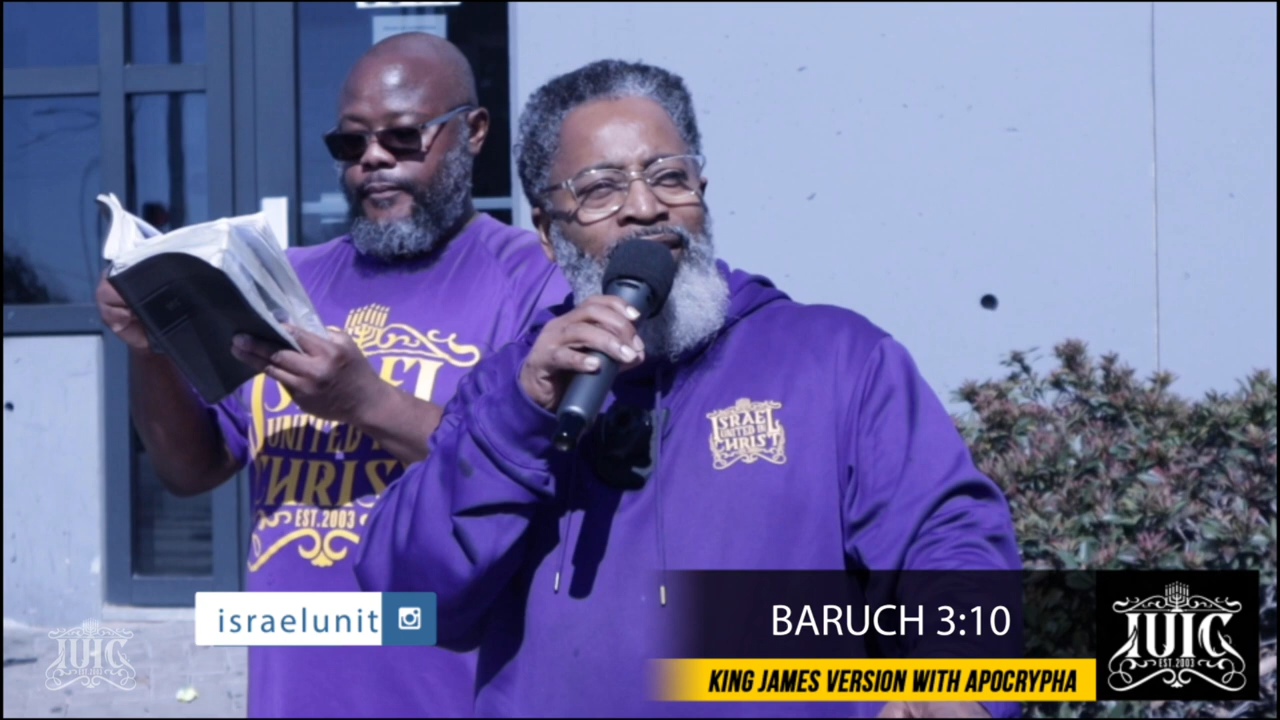 ISRAEL
UNITED IN
CHRIST
EST.2003
ISRAEL
UNITED IN
CHRIST
israelunit
BARUCH 3:10
KING JAMES VERSION WITH APOCRYPHA
IUIC
EST.2003
IUIC